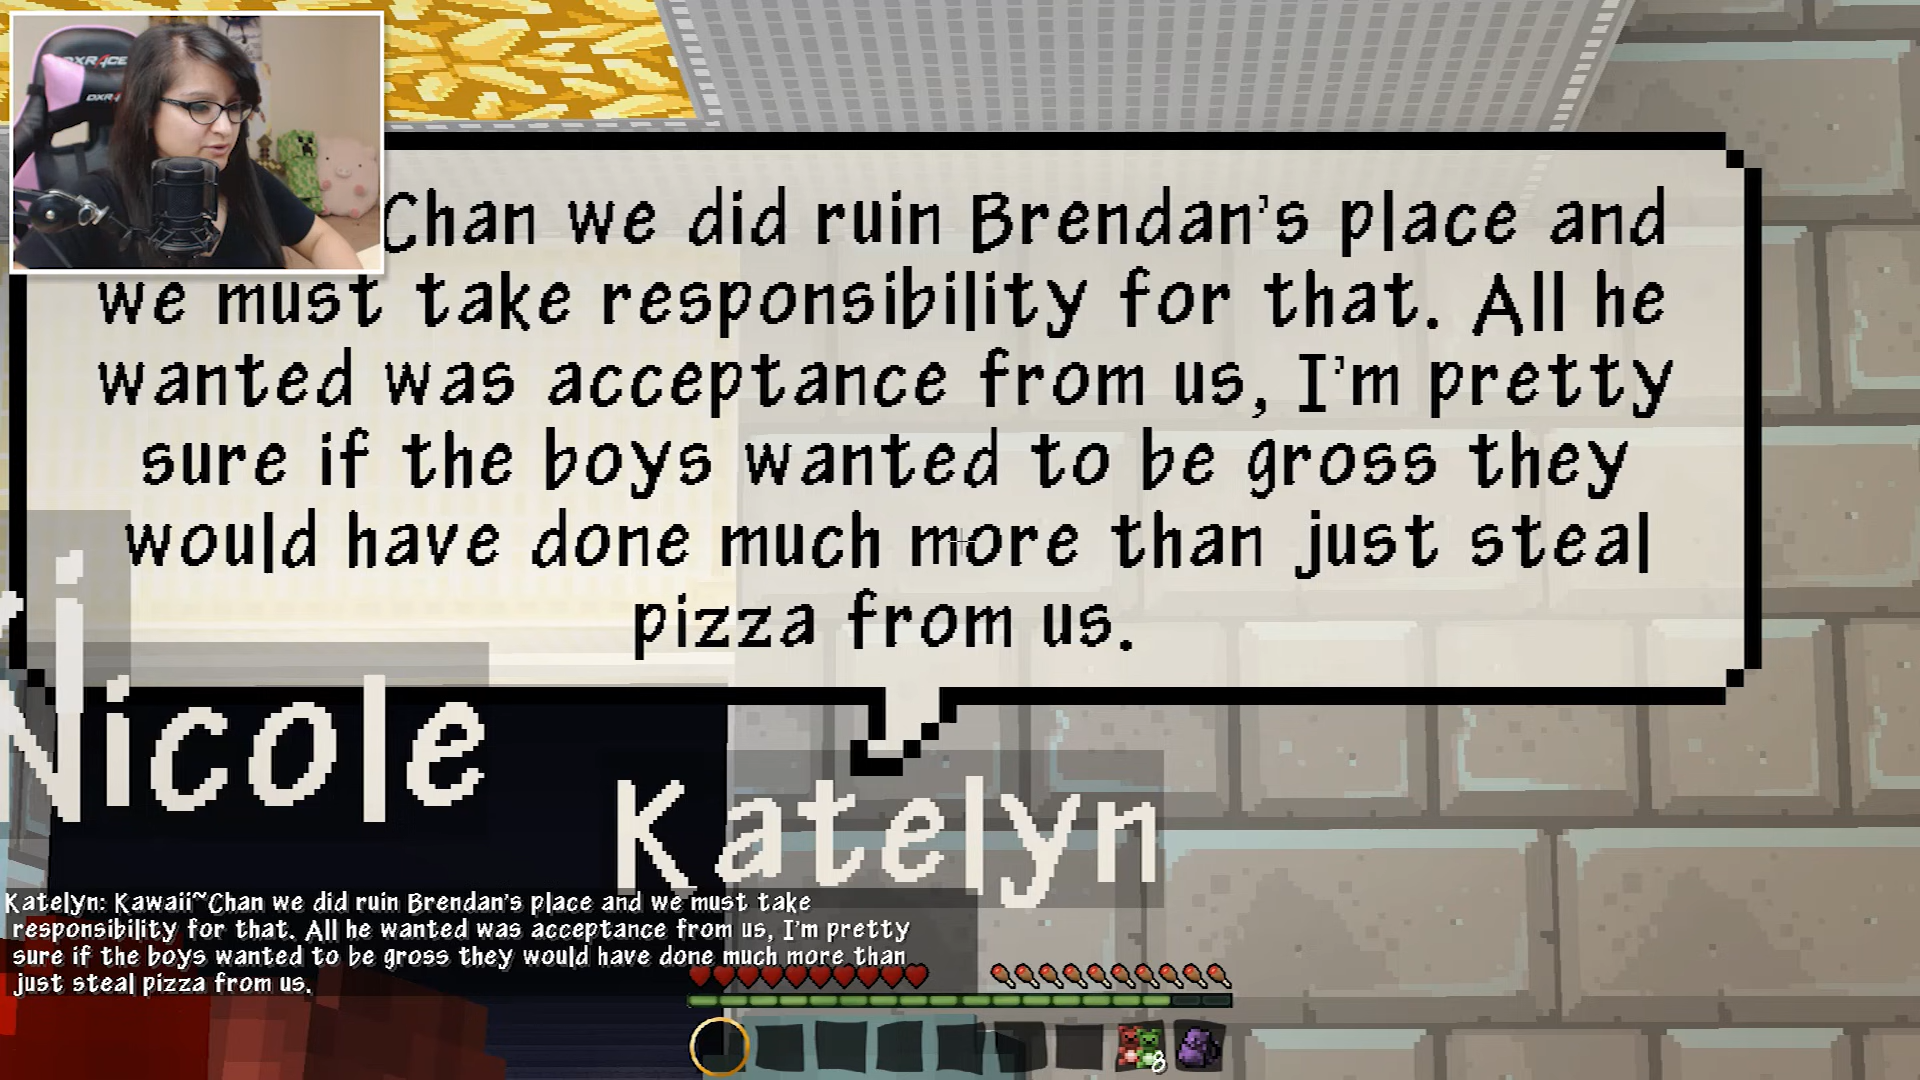 DXRACER
DXR
Chan we did ruin Brendan's place and
we must take responsibility for that. All he
wanted was acceptance from us, I'm pretty
sure if the boys wanted to be gross they
would have done much more than just steal
pizza from us.
Nicole
Katelyn
Katelyn: Kawaii~Chan we did ruin Brendan's place and we must take
responsibility for that. All he wanted was acceptance from us, I'm pretty
sure if the boys wanted to be gross they would have done much more than
just steal pizza from us.
8